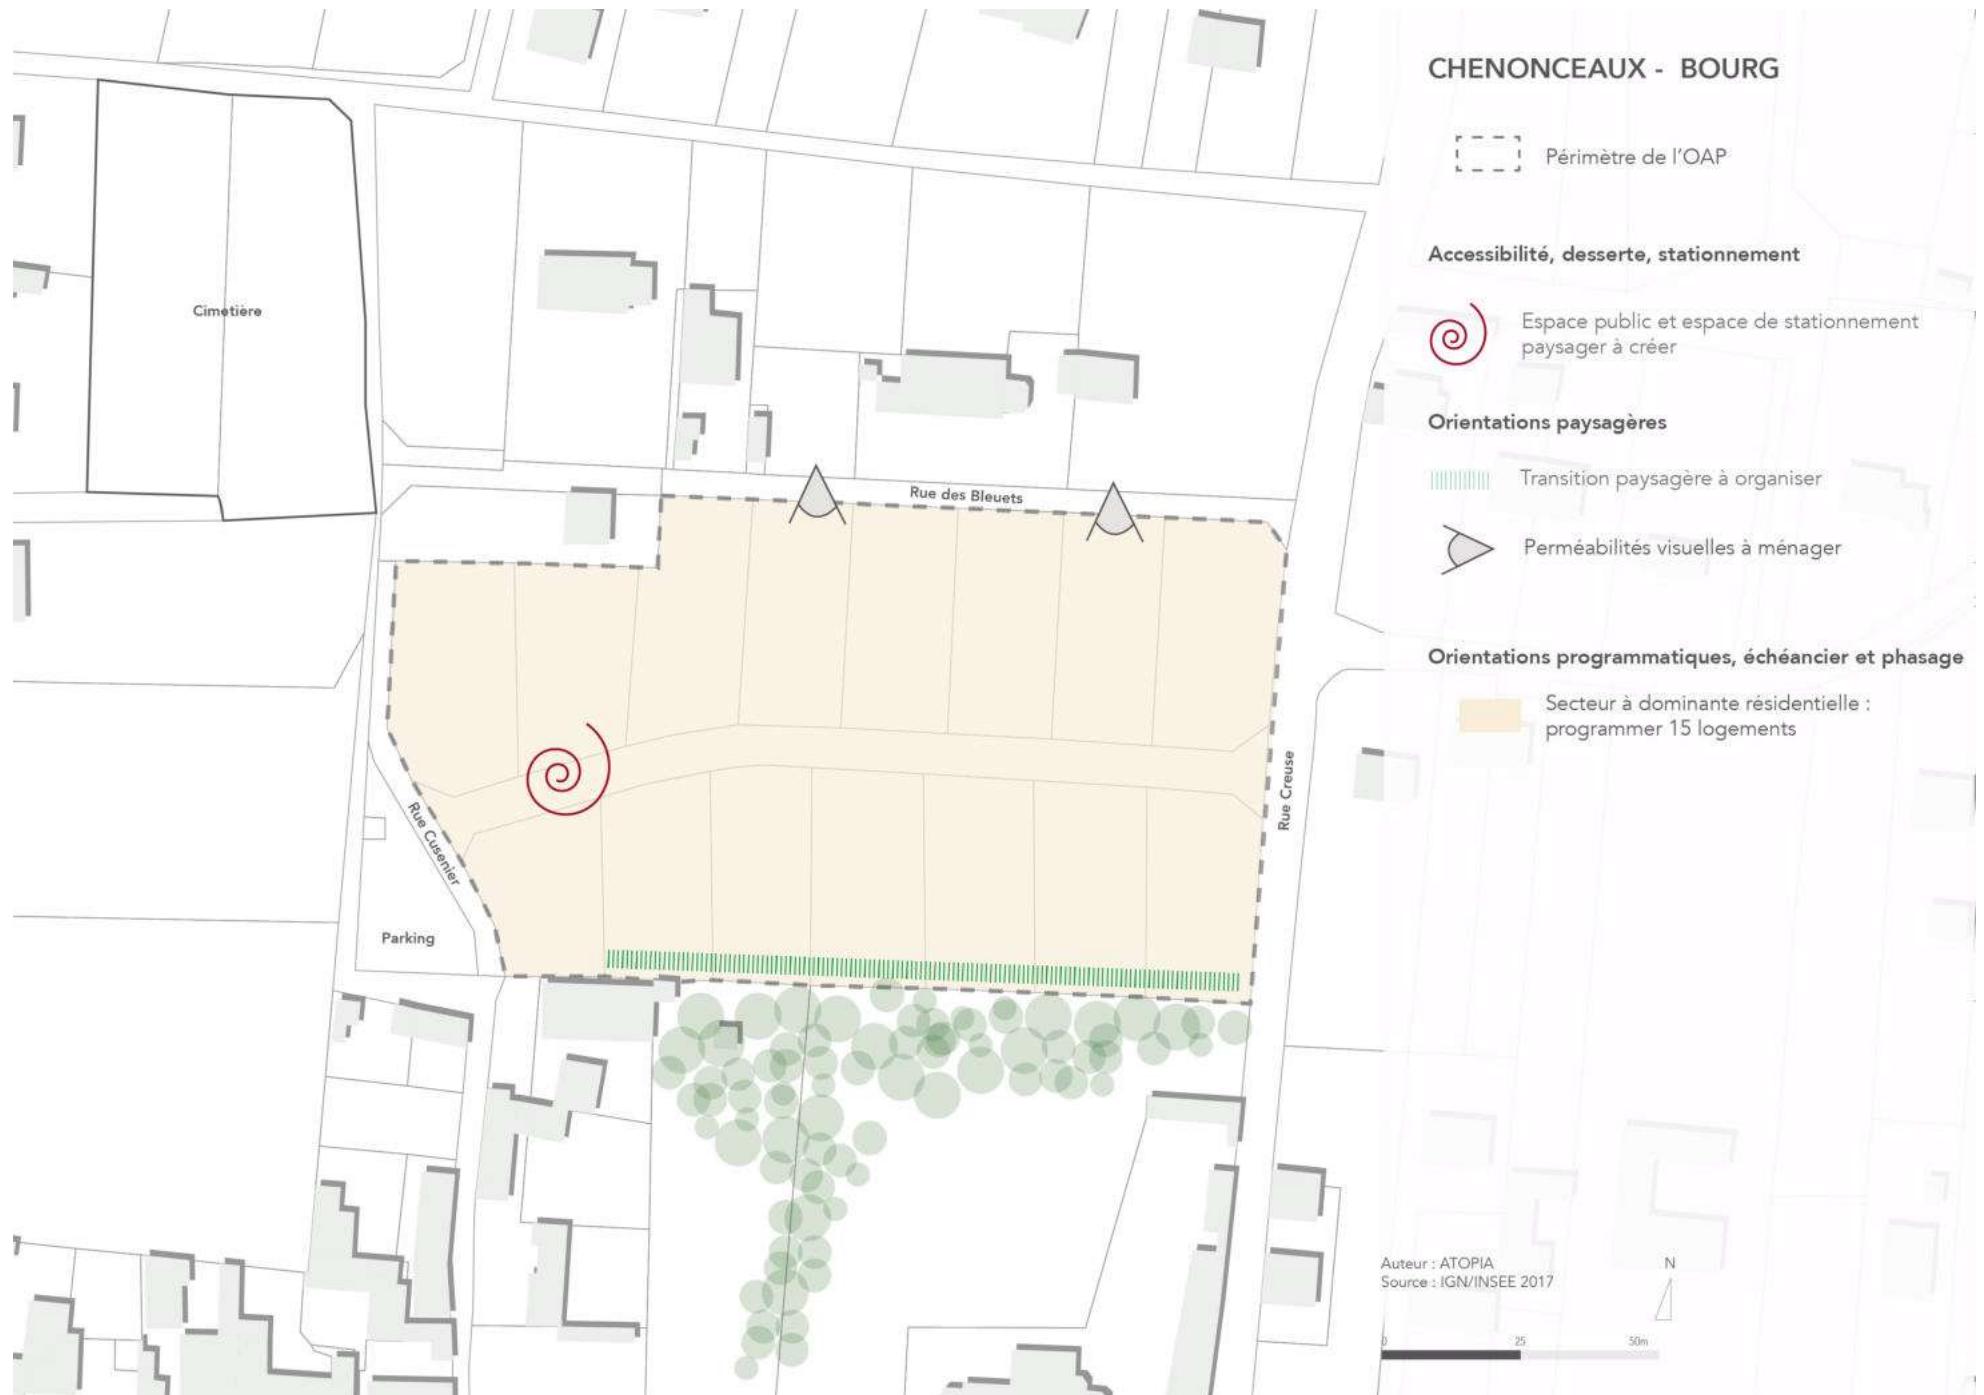 CHENONCEAUX - BOURG
Périmètre de l'OAP
Accessibilité, desserte, stationnement
Espace public et espace de stationnement
paysager à créer
Orientations paysagères
Transition paysagère à organiser
Perméabilités visuelles à ménager
Orientations programmatiques, échéancier et phasage
Secteur à dominante résidentielle :
programmer 15 logements
Cimetière
Rue des Bleuets
Rue Creuse
Rue Cusenier
Parking
Auteur : ATOPIA
Source : IGN/INSEE 2017
N
0 25 50m